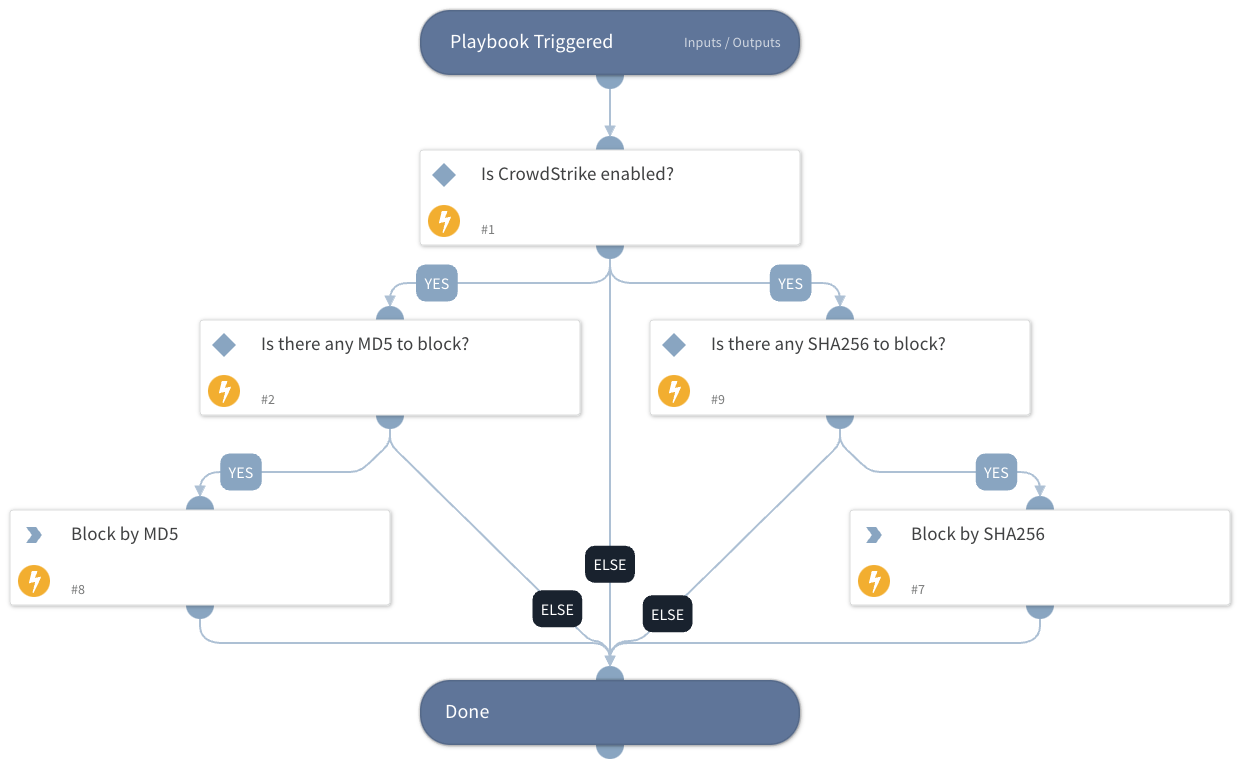 Playbook Triggered
Inputs / Outputs
Is CrowdStrike enabled?
#1
YES
YES
Is there any MD5 to block?
#2
Is there any SHA256 to block?
#9
YES
YES
Block by MD5
#8
Block by SHA256
#7
ELSE
ELSE
ELSE
Done